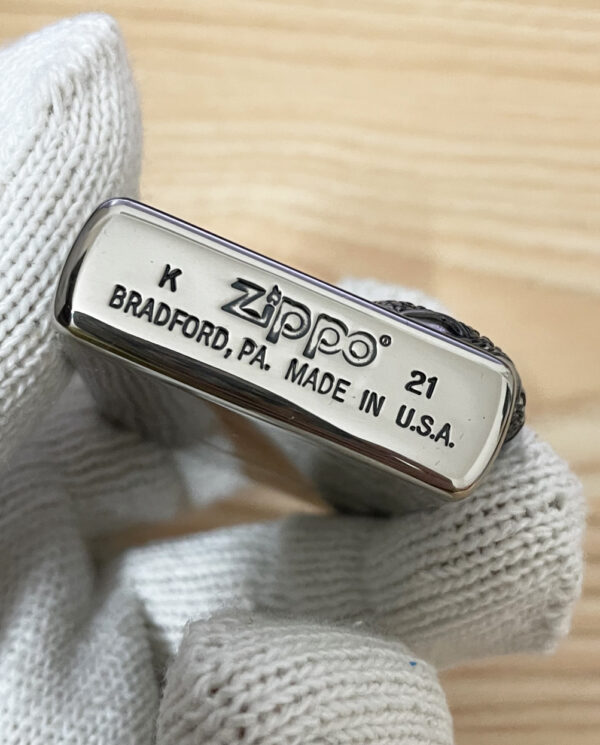 K Zippo® 21
BRADFORD, PA. MADE IN U.S.A.